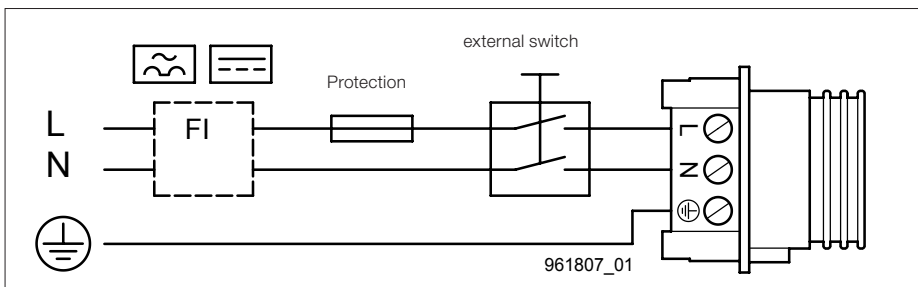 external switch
Protection
L
FI
L
N
N
961807_01